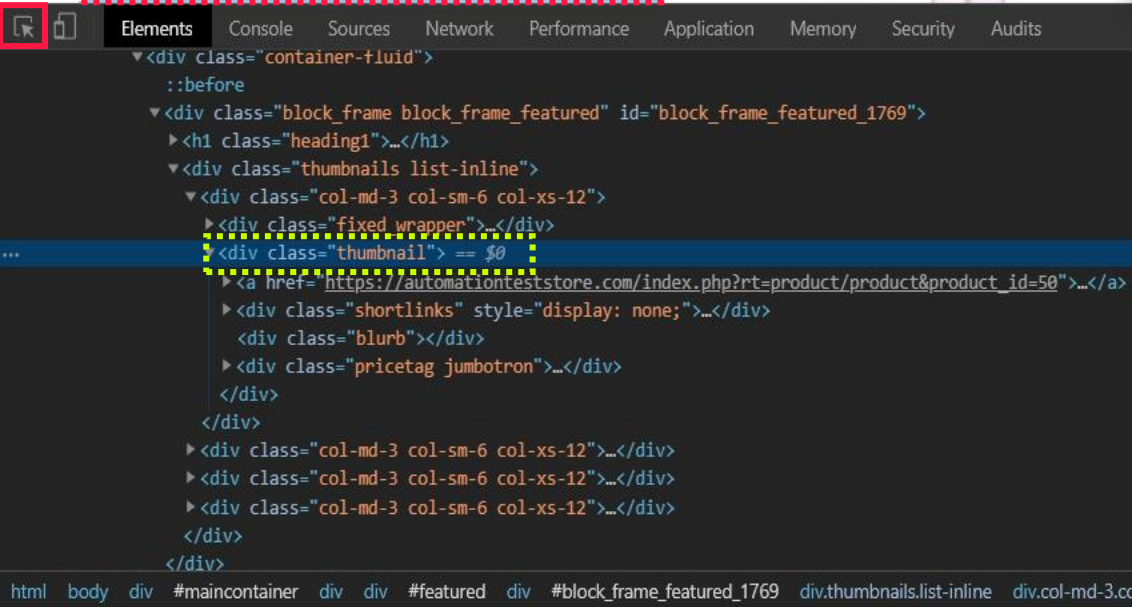 Elements Console Sources Network Performance Application Memory Security Audits
▼<div class="container-fluid">
::before
▼<div class="block_frame block_frame_featured" id="block_frame_featured_1769">
▶<h1 class="heading1">…</h1>
▼<div class="thumbnails list-inline">
▼<div class="col-md-3 col-sm-6 col-xs-12">
▶<div class="fixed_wrapper">…</div>
… ▼<div class="thumbnail"> == $0
▶<a href="https://automationteststore.com/index.php?rt=product/product&product_id=50">…</a>
▶<div class="shortlinks" style="display: none;">…</div>
<div class="blurb"></div>
▶<div class="pricetag jumbotron">…</div>
</div>
</div>
▶<div class="col-md-3 col-sm-6 col-xs-12">…</div>
▶<div class="col-md-3 col-sm-6 col-xs-12">…</div>
▶<div class="col-md-3 col-sm-6 col-xs-12">…</div>
</div>
</div>
html body div #maincontainer div div #featured div #block_frame_featured_1769 div.thumbnails.list-inline div.col-md-3.co